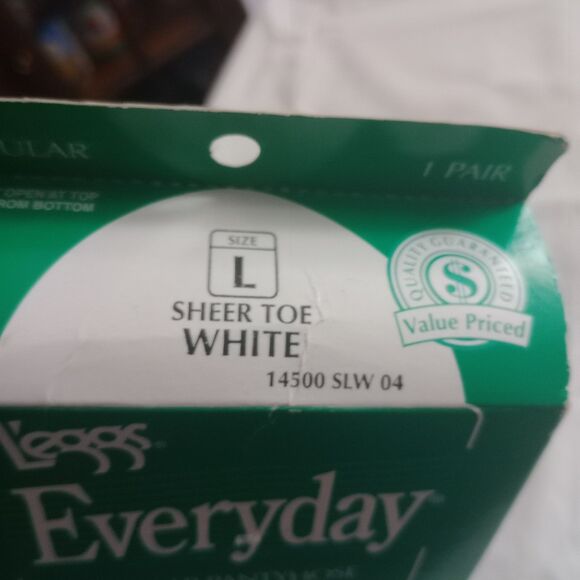 ULAR
1 PAIR
OPEN AT TOP
ROM BOTTOM
SIZE
L
SHEER TOE
WHITE
14500 SLW 04
QUALITY GUARANTEED
$
Value Priced
L'eggs
Everyday
PANTYHOSE